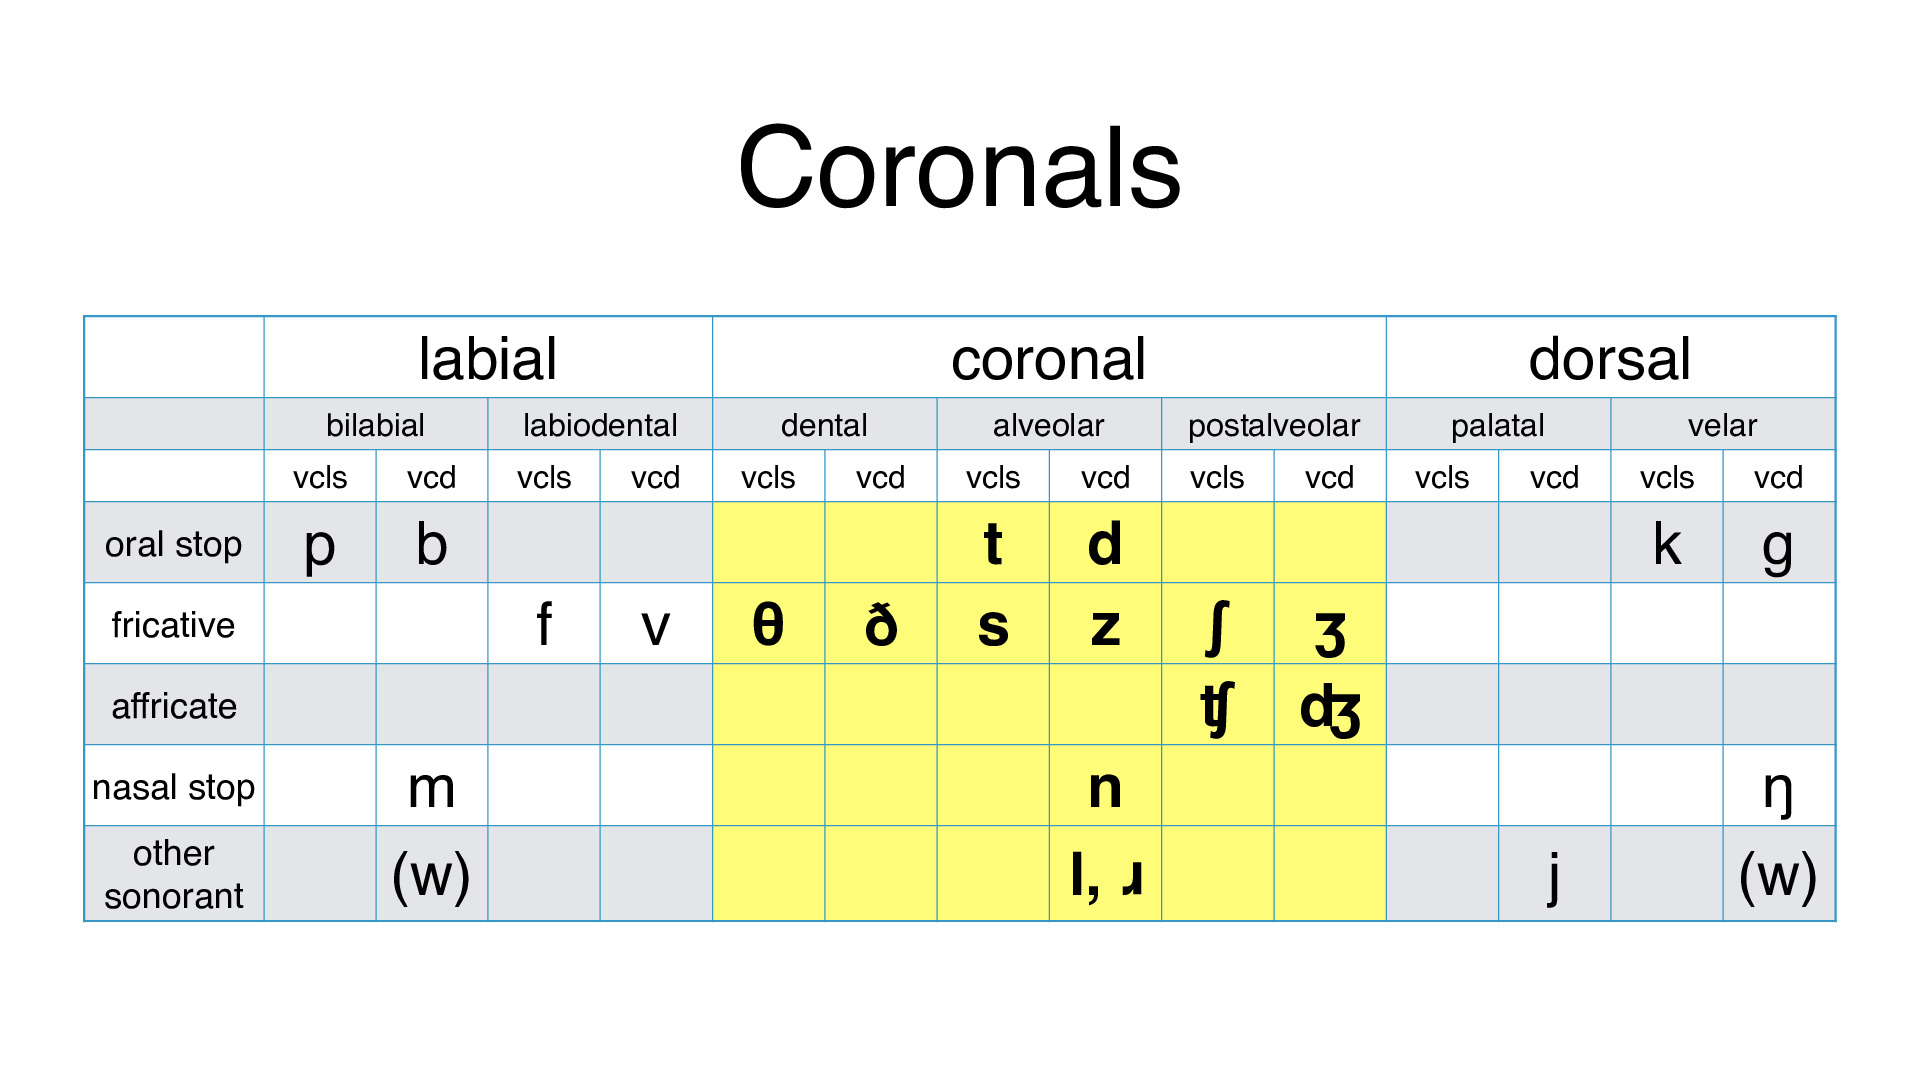 Coronals
labial coronal dorsal
bilabial labiodental dental alveolar postalveolar palatal velar
vcls vcd vcls vcd vcls vcd vcls vcd vcls vcd vcls vcd vcls vcd
oral stop p b t d k g
fricative f v θ ð s z ʃ ʒ
affricate ʧ ʤ
nasal stop m n ŋ
other
sonorant (w) l, ɹ j (w)